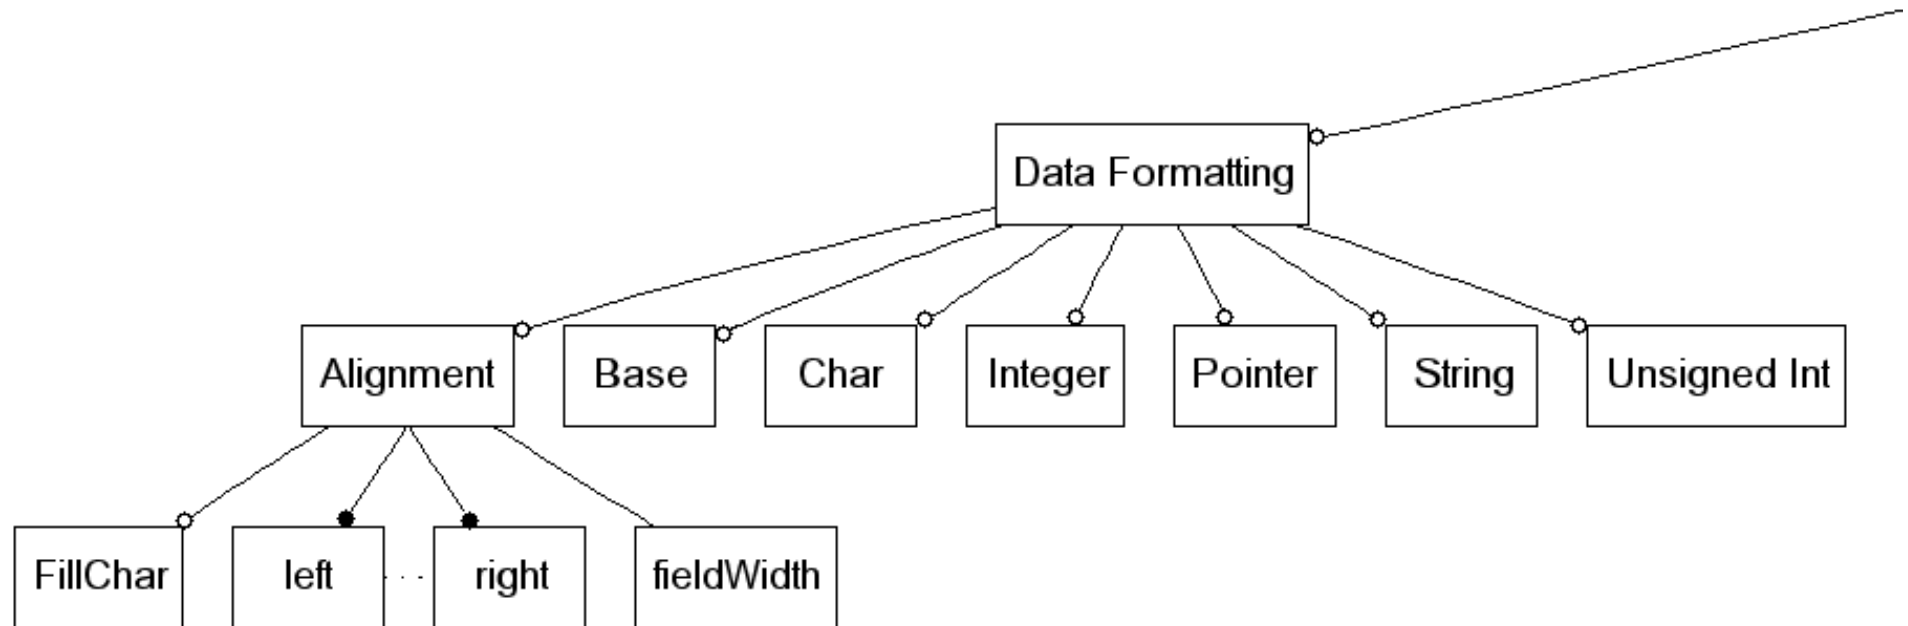 Data Formatting
Alignment
Base
Char
Integer
Pointer
String
Unsigned Int
FillChar
left
right
fieldWidth